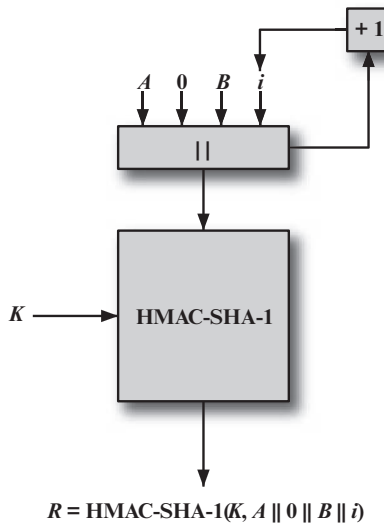 + 1
A 0 B i
||
HMAC-SHA-1
K
R = HMAC-SHA-1(K, A || 0 || B || i)